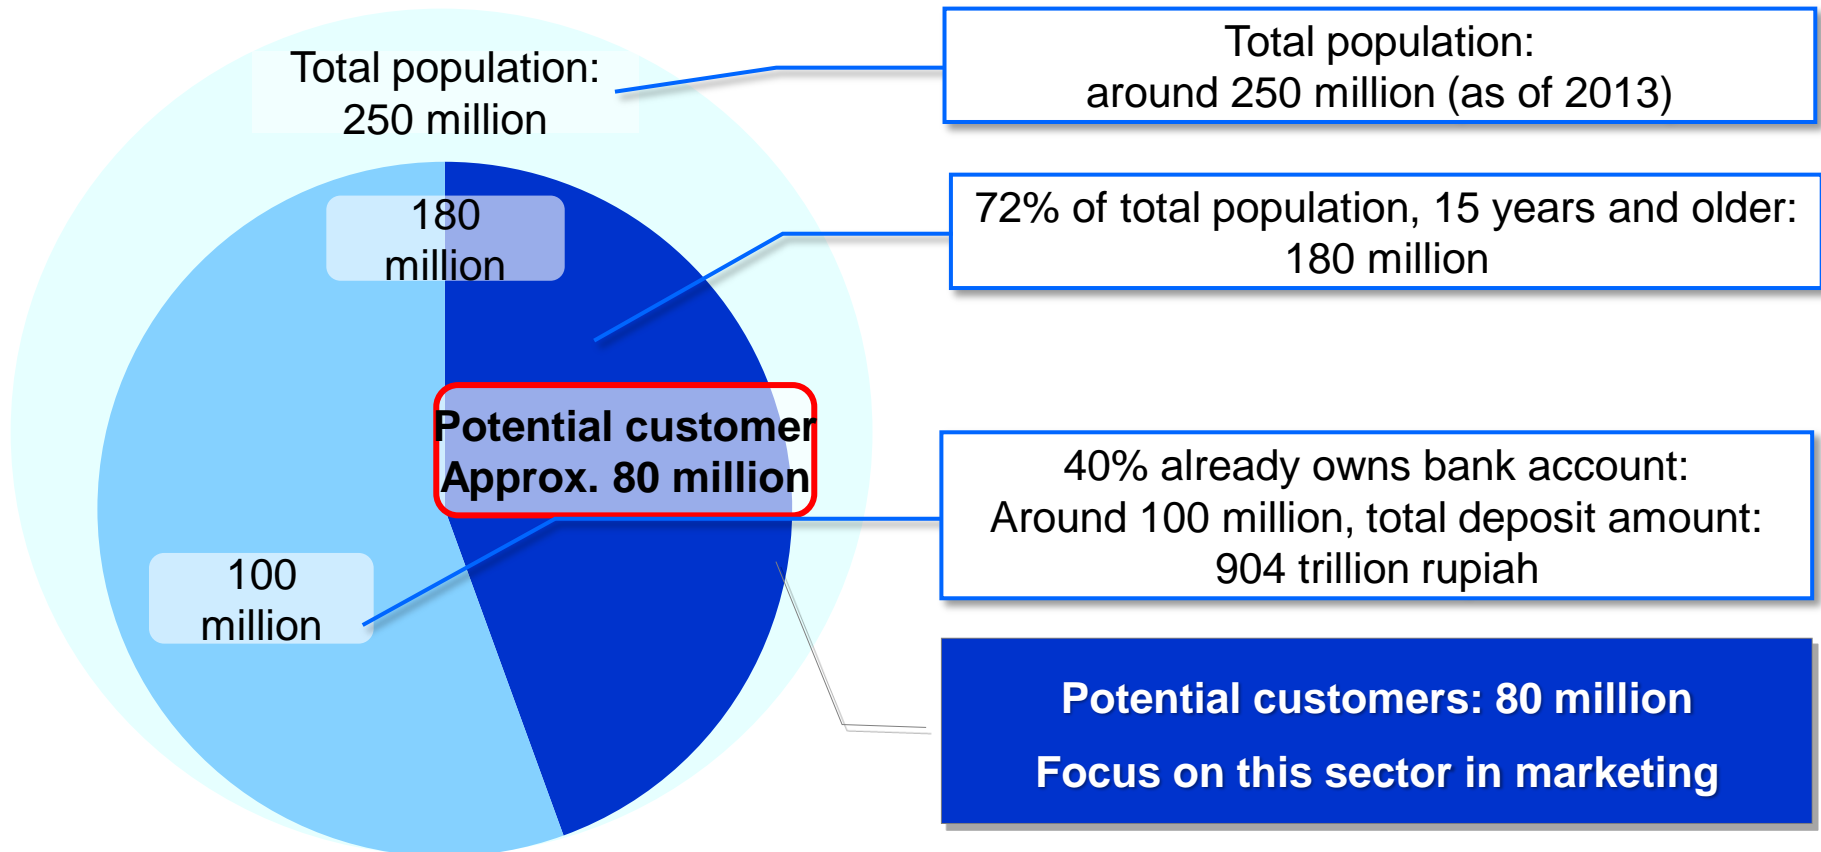 Total population:
250 million
180
million
Potential customer
Approx. 80 million
100
million
Total population:
around 250 million (as of 2013)
72% of total population, 15 years and older:
180 million
40% already owns bank account:
Around 100 million, total deposit amount:
904 trillion rupiah
Potential customers: 80 million
Focus on this sector in marketing